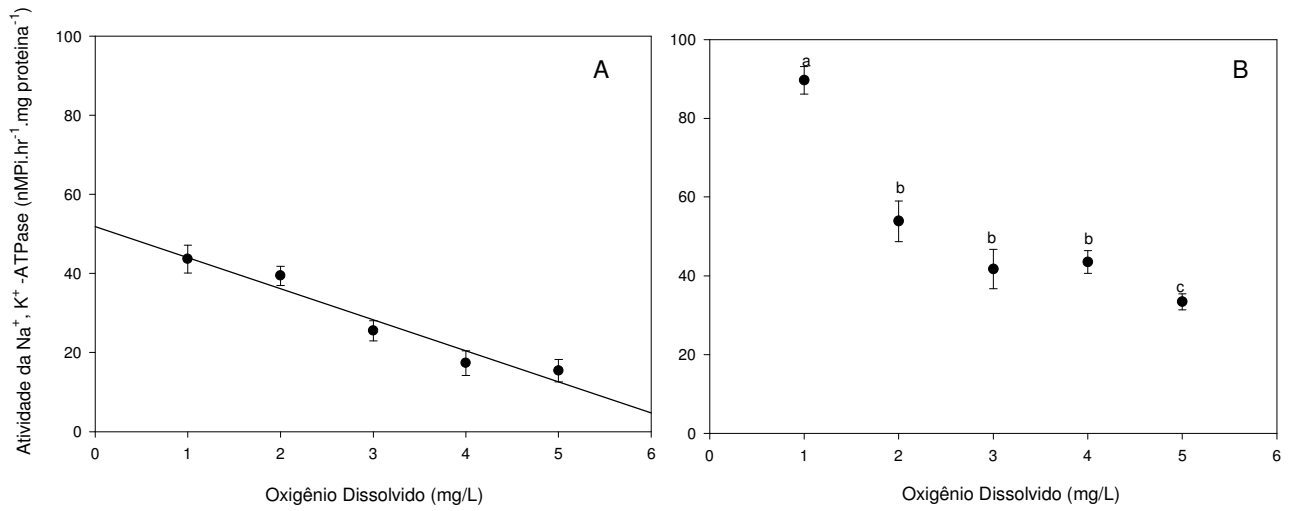 Atividade da Na⁺, K⁺ -ATPase (nMPi.hr⁻¹.mg proteina⁻¹)
100
80
60
40
20
0
0 1 2 3 4 5 6
Oxigênio Dissolvido (mg/L)
A
100
80
60
40
20
0
0 1 2 3 4 5 6
Oxigênio Dissolvido (mg/L)
B
a
b
b
b
c